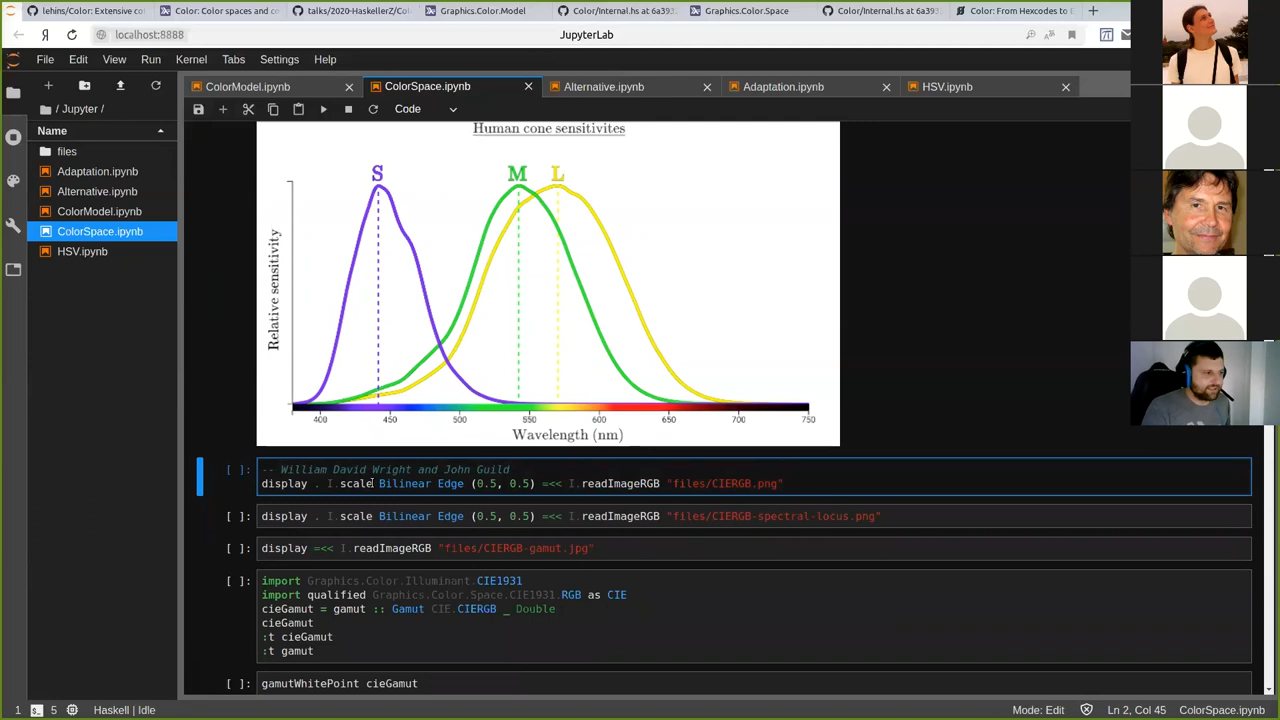 lehins/Color: Extensive co
Color: Color spaces and co
talks/2020-HaskellerZ/Col
Graphics.Color.Model
Color/Internal.hs at 6a393
Graphics.Color.Space
Color/Internal.hs at 6a393
Color: From Hexcodes to E
localhost:8888
JupyterLab
File Edit View Run Kernel Tabs Settings Help
ColorModel.ipynb
ColorSpace.ipynb
Alternative.ipynb
Adaptation.ipynb
HSV.ipynb
Code
/ Jupyter /
Name
files
Adaptation.ipynb
Alternative.ipynb
ColorModel.ipynb
ColorSpace.ipynb
HSV.ipynb
Human cone sensitivites
S M L
Relative sensitivity
400 450 500 550 600 650 700 750
Wavelength (nm)
[ ]: -- William David Wright and John Guild
display . I.scale Bilinear Edge (0.5, 0.5) =<< I.readImageRGB "files/CIERGB.png"
[ ]: display . I.scale Bilinear Edge (0.5, 0.5) =<< I.readImageRGB "files/CIERGB-spectral-locus.png"
[ ]: display =<< I.readImageRGB "files/CIERGB-gamut.jpg"
[ ]: import Graphics.Color.Illuminant.CIE1931
import qualified Graphics.Color.Space.CIE1931.RGB as CIE
cieGamut = gamut :: Gamut CIE.CIERGB _ Double
cieGamut
:t cieGamut
:t gamut
[ ]: gamutWhitePoint cieGamut
1 5 Haskell | Idle
Mode: Edit Ln 2, Col 45 ColorSpace.ipynb